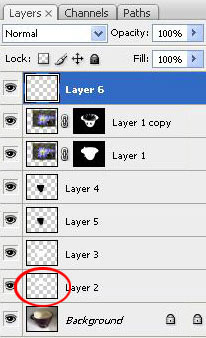 Layers × Channels Paths
Normal Opacity: 100%
Lock: Fill: 100%
Layer 6
Layer 1 copy
Layer 1
Layer 4
Layer 5
Layer 3
Layer 2
Background